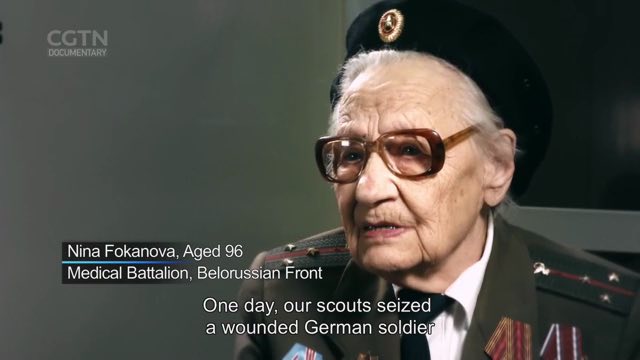 CGTN
DOCUMENTARY
Nina Fokanova, Aged 96
Medical Battalion, Belorussian Front
One day, our scouts seized
a wounded German soldier